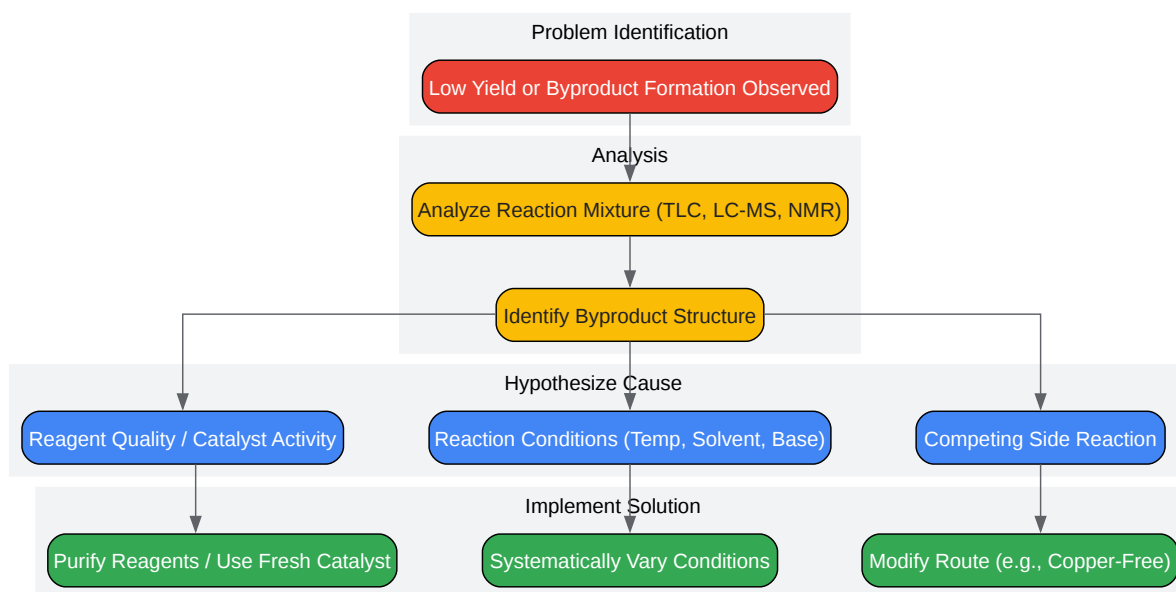 Problem Identification
Low Yield or Byproduct Formation Observed
Analysis
Analyze Reaction Mixture (TLC, LC-MS, NMR)
Identify Byproduct Structure
Hypothesize Cause
Reagent Quality / Catalyst Activity
Reaction Conditions (Temp, Solvent, Base)
Competing Side Reaction
Implement Solution
Purify Reagents / Use Fresh Catalyst
Systematically Vary Conditions
Modify Route (e.g., Copper-Free)